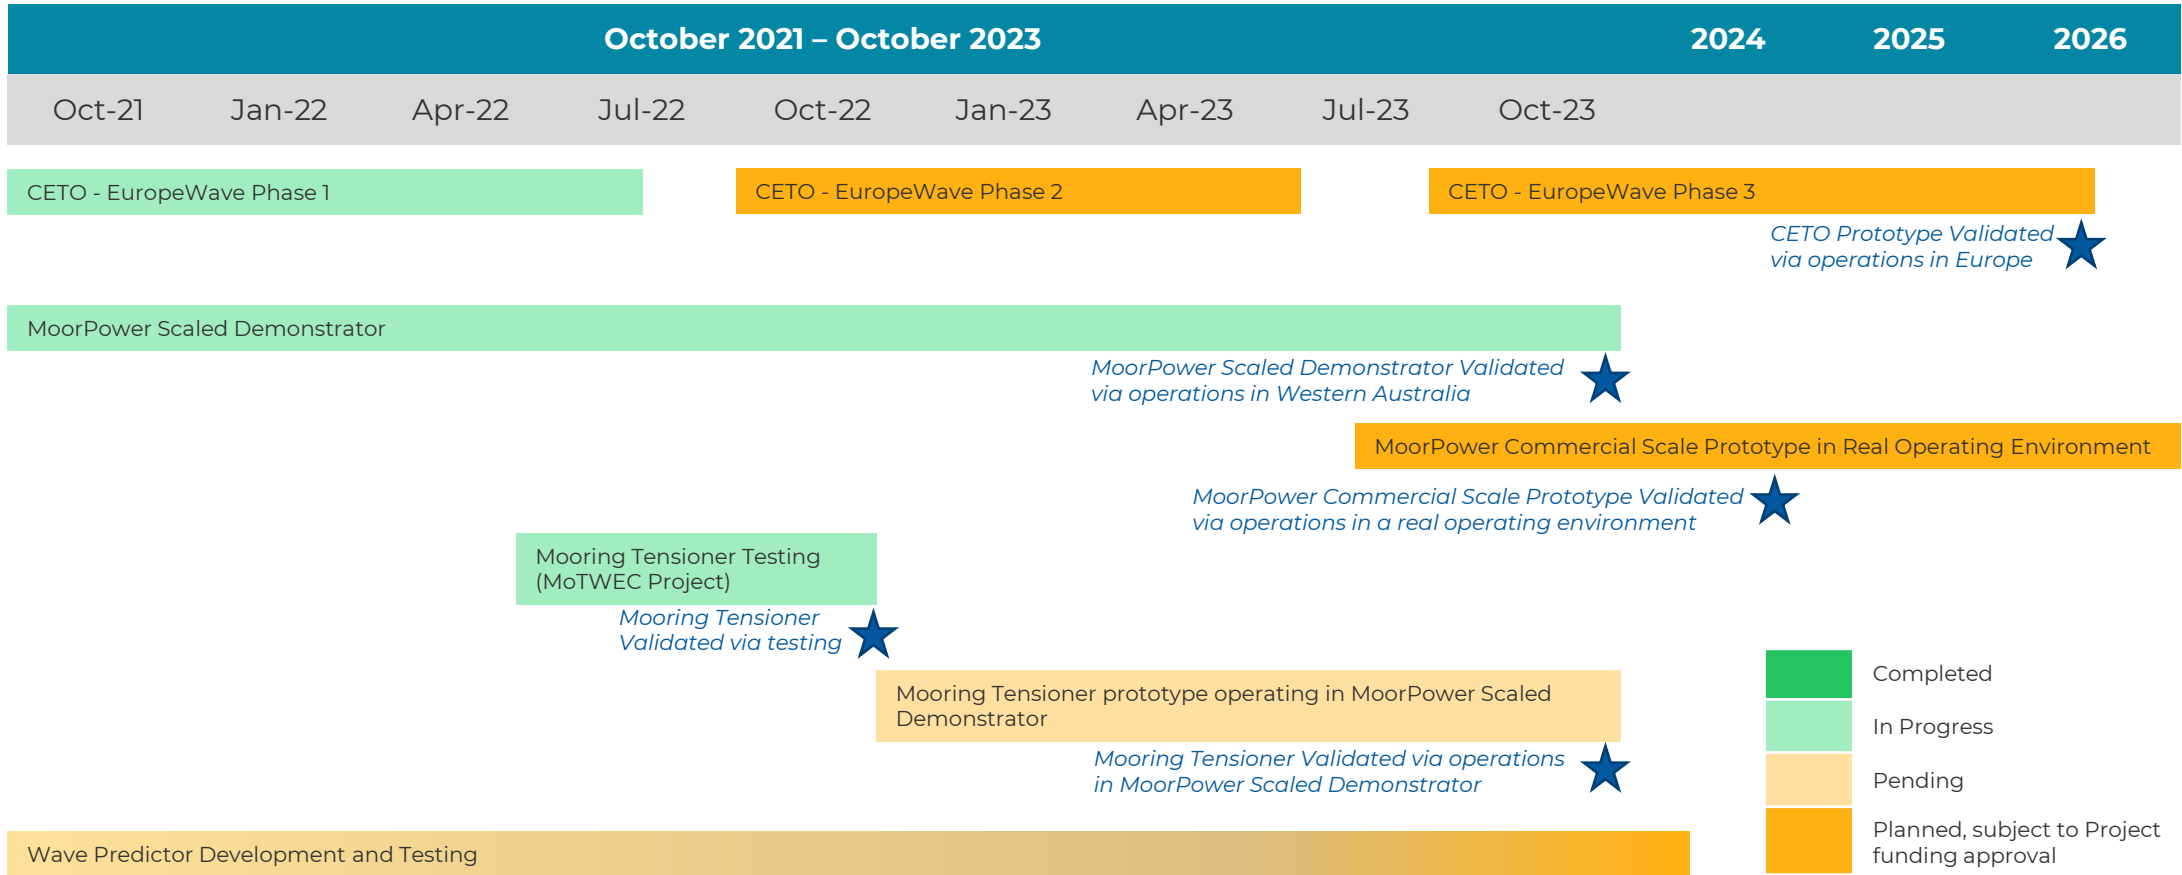 October 2021 – October 2023 2024 2025 2026
Oct-21 Jan-22 Apr-22 Jul-22 Oct-22 Jan-23 Apr-23 Jul-23 Oct-23
CETO - EuropeWave Phase 1
CETO - EuropeWave Phase 2
CETO - EuropeWave Phase 3
CETO Prototype Validated
via operations in Europe
MoorPower Scaled Demonstrator
MoorPower Scaled Demonstrator Validated
via operations in Western Australia
MoorPower Commercial Scale Prototype in Real Operating Environment
MoorPower Commercial Scale Prototype Validated
via operations in a real operating environment
Mooring Tensioner Testing
(MoTWEC Project)
Mooring Tensioner
Validated via testing
Mooring Tensioner prototype operating in MoorPower Scaled
Demonstrator
Mooring Tensioner Validated via operations
in MoorPower Scaled Demonstrator
Wave Predictor Development and Testing
Completed
In Progress
Pending
Planned, subject to Project
funding approval